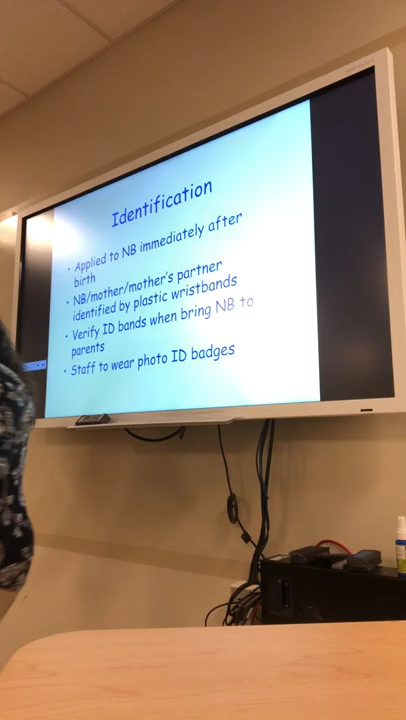 Identification
• Applied to NB immediately after
birth
• NB/mother/mother's partner
identified by plastic wristbands
• Verify ID bands when bring NB to
parents
• Staff to wear photo ID badges